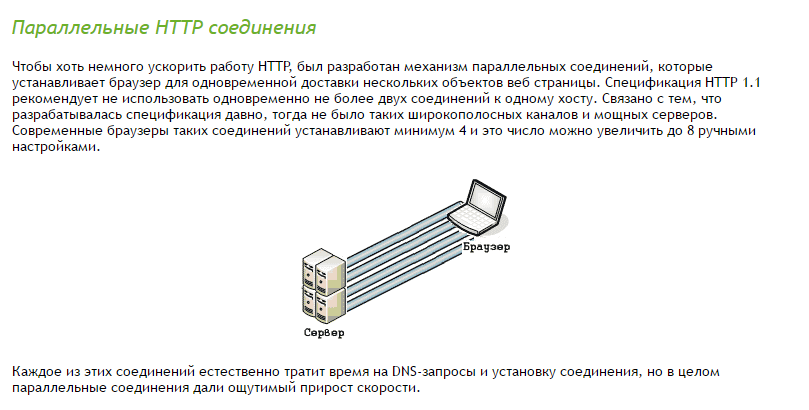 Параллельные HTTP соединения
Чтобы хоть немного ускорить работу HTTP, был разработан механизм параллельных соединений, которые
устанавливает браузер для одновременной доставки нескольких объектов веб страницы. Спецификация HTTP 1.1
рекомендует не использовать одновременно не более двух соединений к одному хосту. Связано с тем, что
разрабатывалась спецификация давно, тогда не было таких широкополосных каналов и мощных серверов.
Современные браузеры таких соединений устанавливают минимум 4 и это число можно увеличить до 8 ручными
настройками.
Браузер
Сервер
Каждое из этих соединений естественно тратит время на DNS-запросы и установку соединения, но в целом
параллельные соединения дали ощутимый прирост скорости.